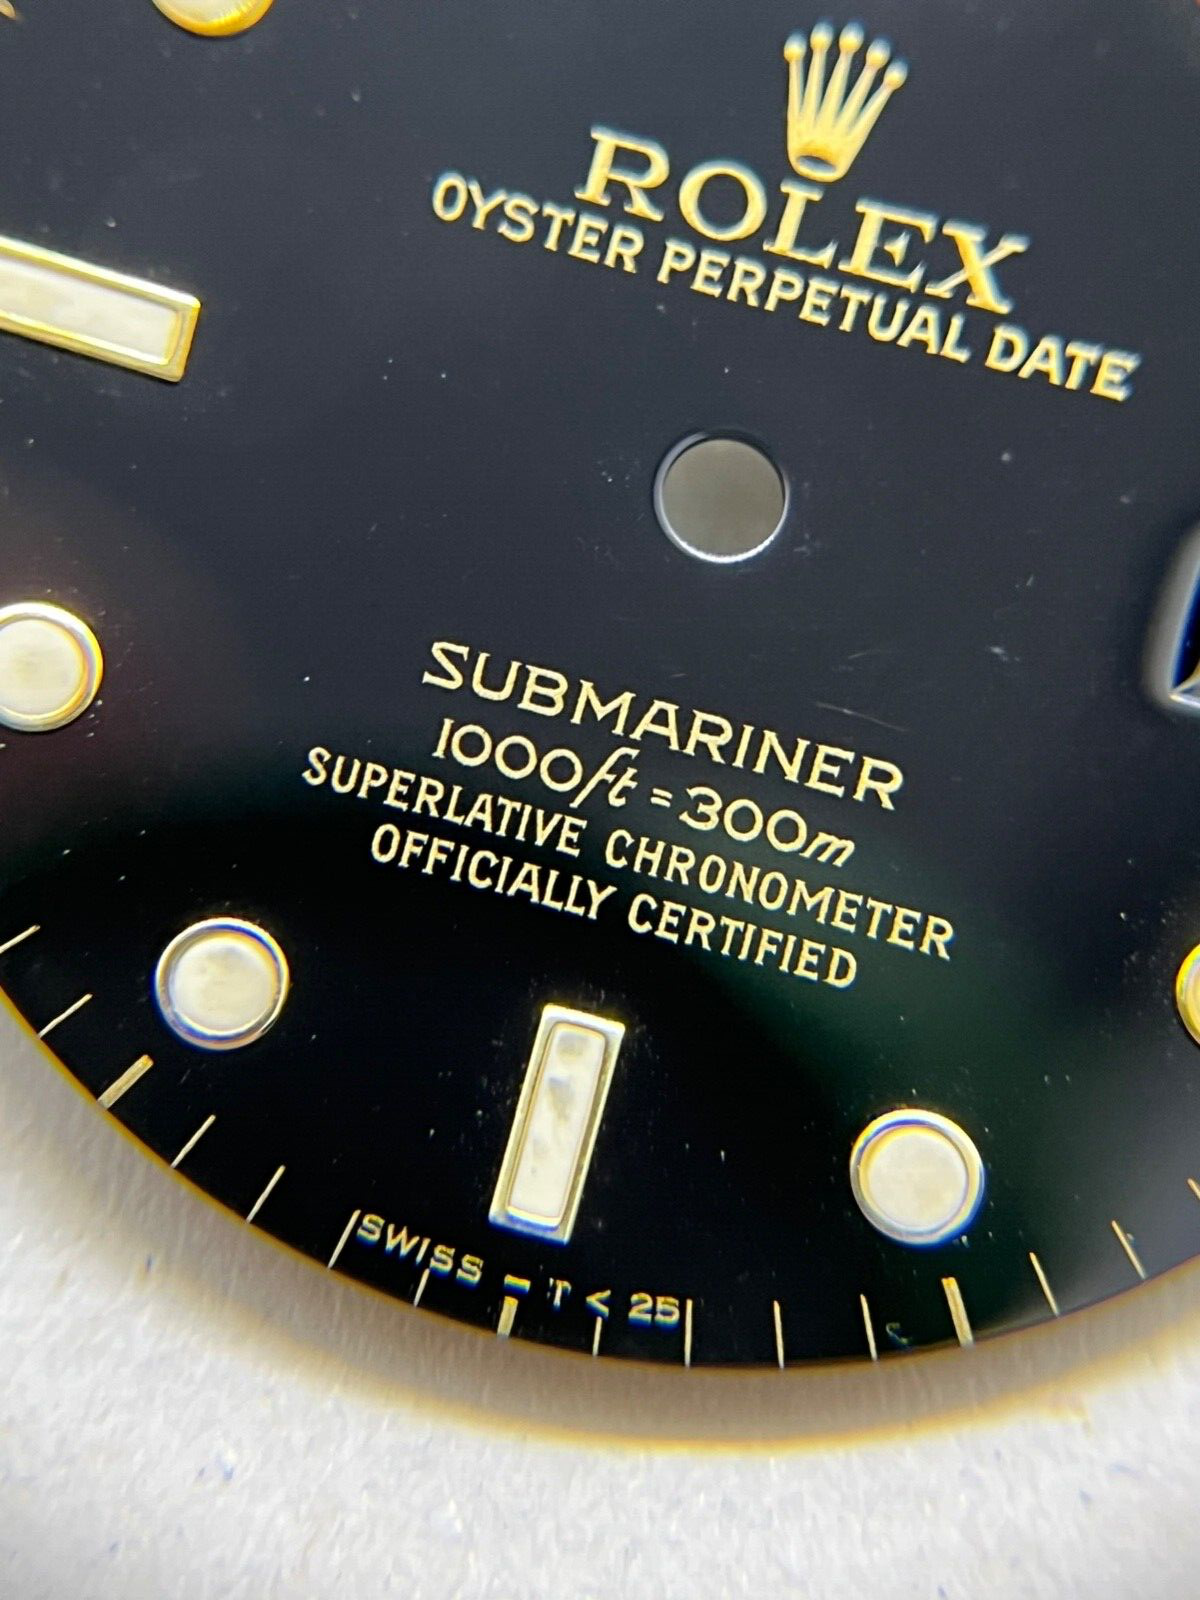 ROLEX
OYSTER PERPETUAL DATE
SUBMARINER
1000ft = 300m
SUPERLATIVE CHRONOMETER
OFFICIALLY CERTIFIED
SWISS - T < 25